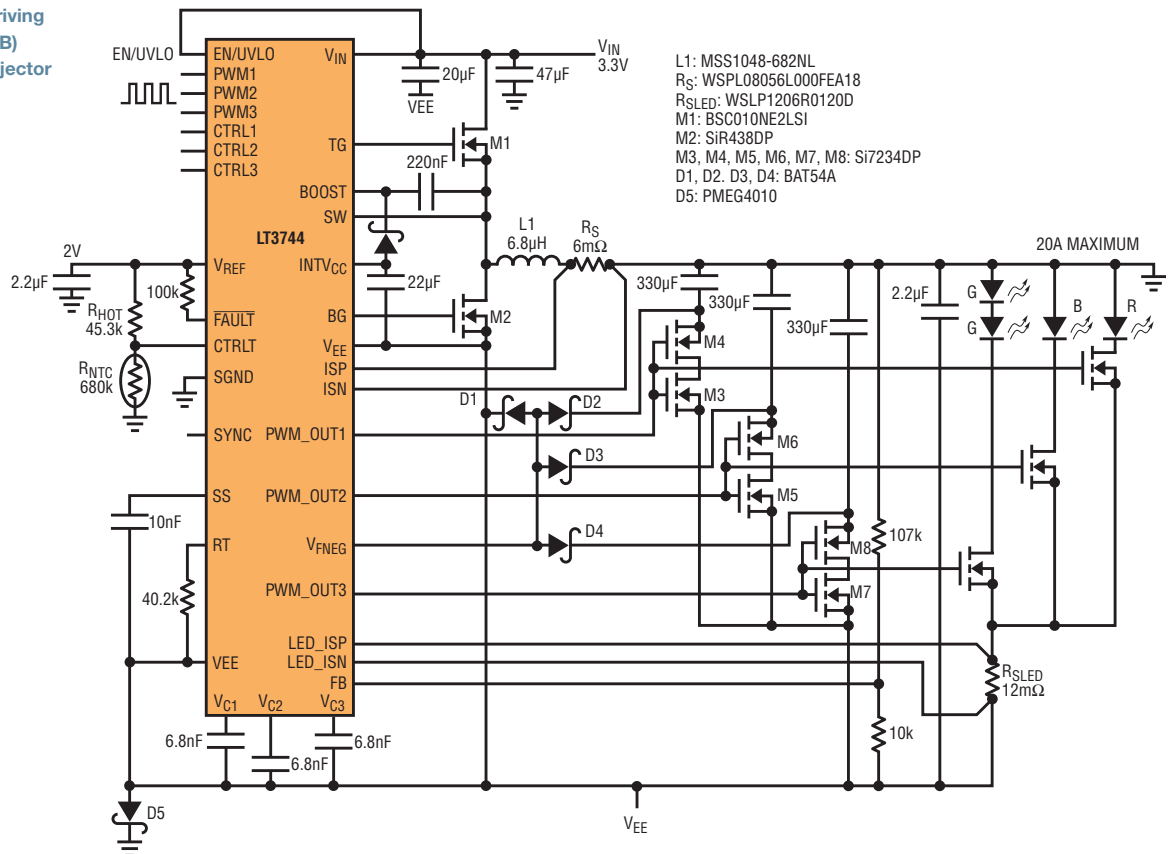 riving
B)
jector
EN/UVLO
EN/UVLO
PWM1
PWM2
PWM3
CTRL1
CTRL2
CTRL3
VIN
TG
BOOST
SW
LT3744
INTVCC
BG
VEE
ISP
ISN
VREF
FAULT
CTRLT
SGND
SYNC
PWM_OUT1
SS
PWM_OUT2
RT
VFNEG
PWM_OUT3
LED_ISP
VEE
LED_ISN
FB
VC1
VC2
VC3
20µF
VEE
47µF
VIN
3.3V
L1: MSS1048-682NL
RS: WSPL08056L000FEA18
RSLED: WSLP1206R0120D
M1: BSC010NE2LSI
M2: SiR438DP
M3, M4, M5, M6, M7, M8: Si7234DP
D1, D2. D3, D4: BAT54A
D5: PMEG4010
M1
220nF
L1
6.8µH
RS
6mΩ
20A MAXIMUM
2V
2.2µF
100k
RHOT
45.3k
RNTC
680k
22µF
M2
330µF
330µF
330µF
2.2µF
G
G
B
R
M4
M3
D1
D2
D3
D4
M6
M5
M8
M7
107k
10nF
40.2k
RSLED
12mΩ
10k
6.8nF
6.8nF
6.8nF
D5
VEE